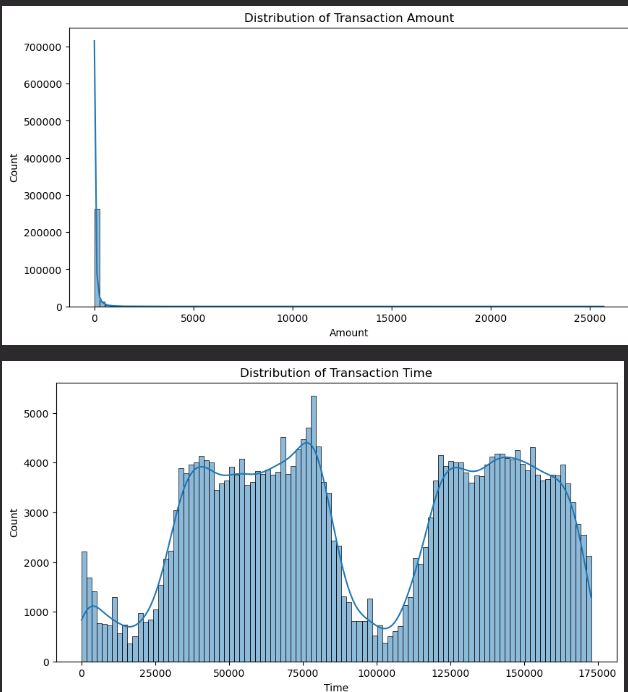 Distribution of Transaction Amount
700000
600000
500000
400000
300000
200000
100000
0
Count
0 5000 10000 15000 20000 25000
Amount
Distribution of Transaction Time
5000
4000
3000
2000
1000
0
Count
0 25000 50000 75000 100000 125000 150000 175000
Time